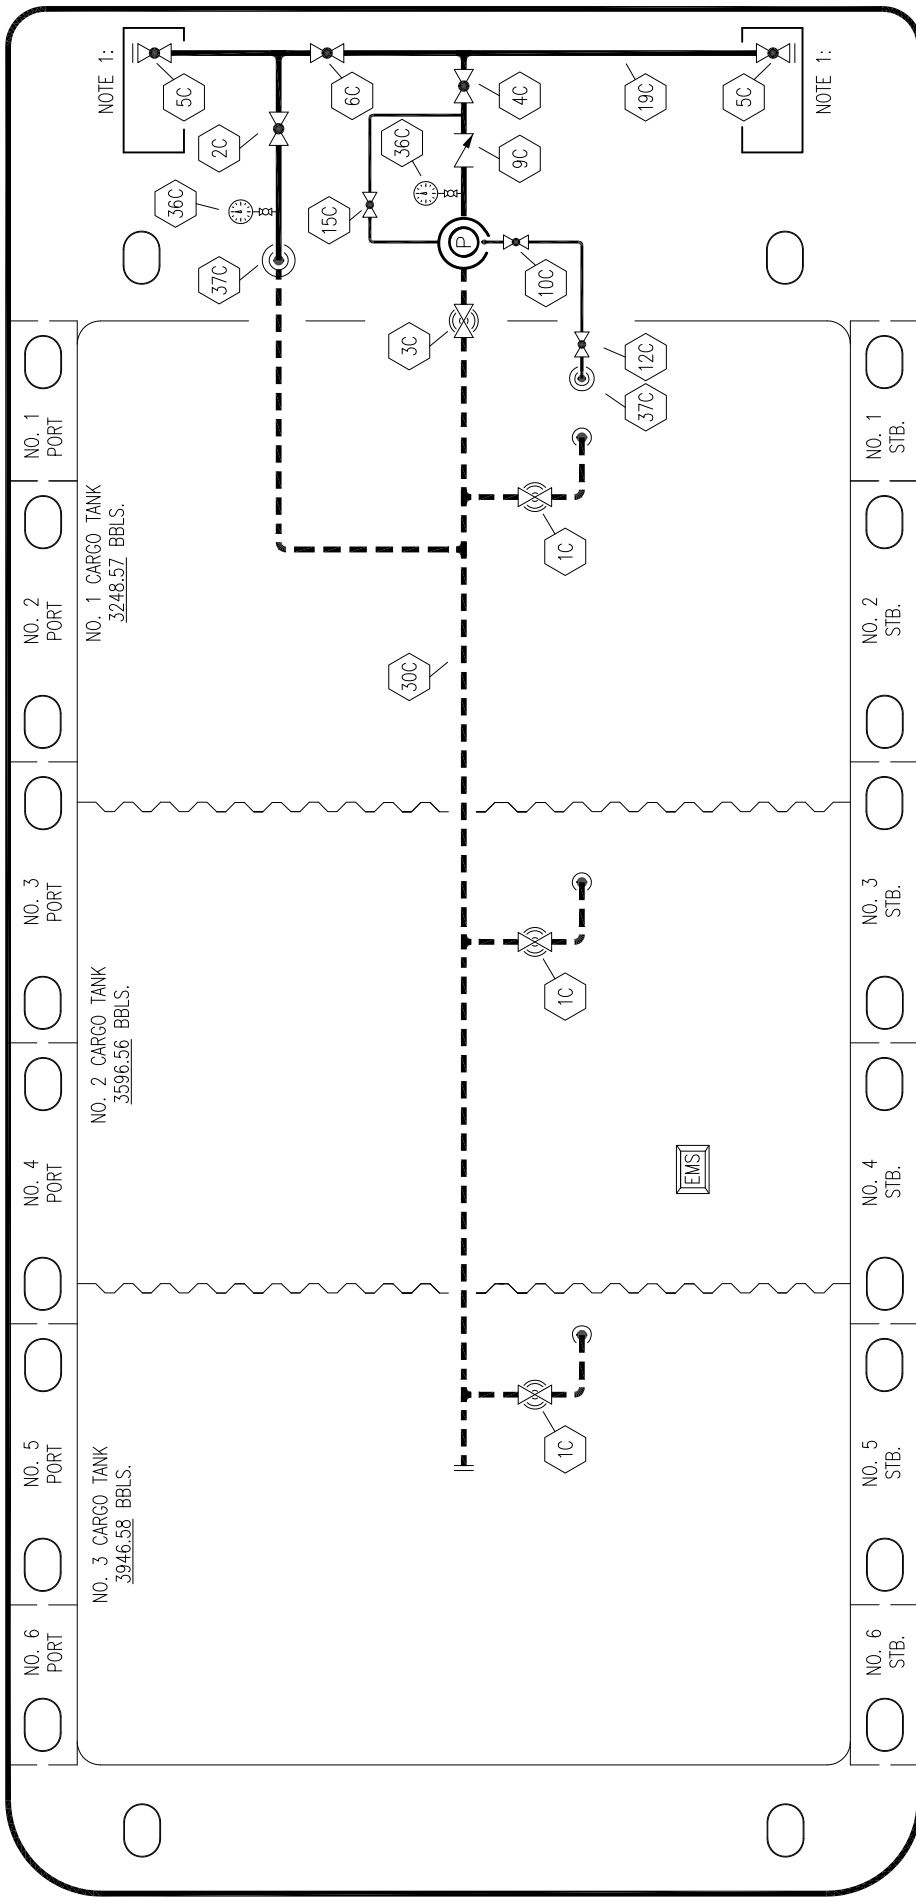 NOTE 1:
5C
6C
4C
19C
5C
NOTE 1:
2C
36C
9C
36C
15C
37C
P
10C
3C
12C
37C
NO. 1
PORT
NO. 1
STB.
NO. 1 CARGO TANK
3248.57 BBLS.
1C
NO. 2
PORT
NO. 2
STB.
30C
NO. 3
PORT
NO. 3
STB.
NO. 2 CARGO TANK
3596.56 BBLS.
1C
NO. 4
PORT
NO. 4
STB.
EMS
NO. 3 CARGO TANK
3946.58 BBLS.
1C
NO. 5
PORT
NO. 5
STB.
NO. 6
PORT
NO. 6
STB.